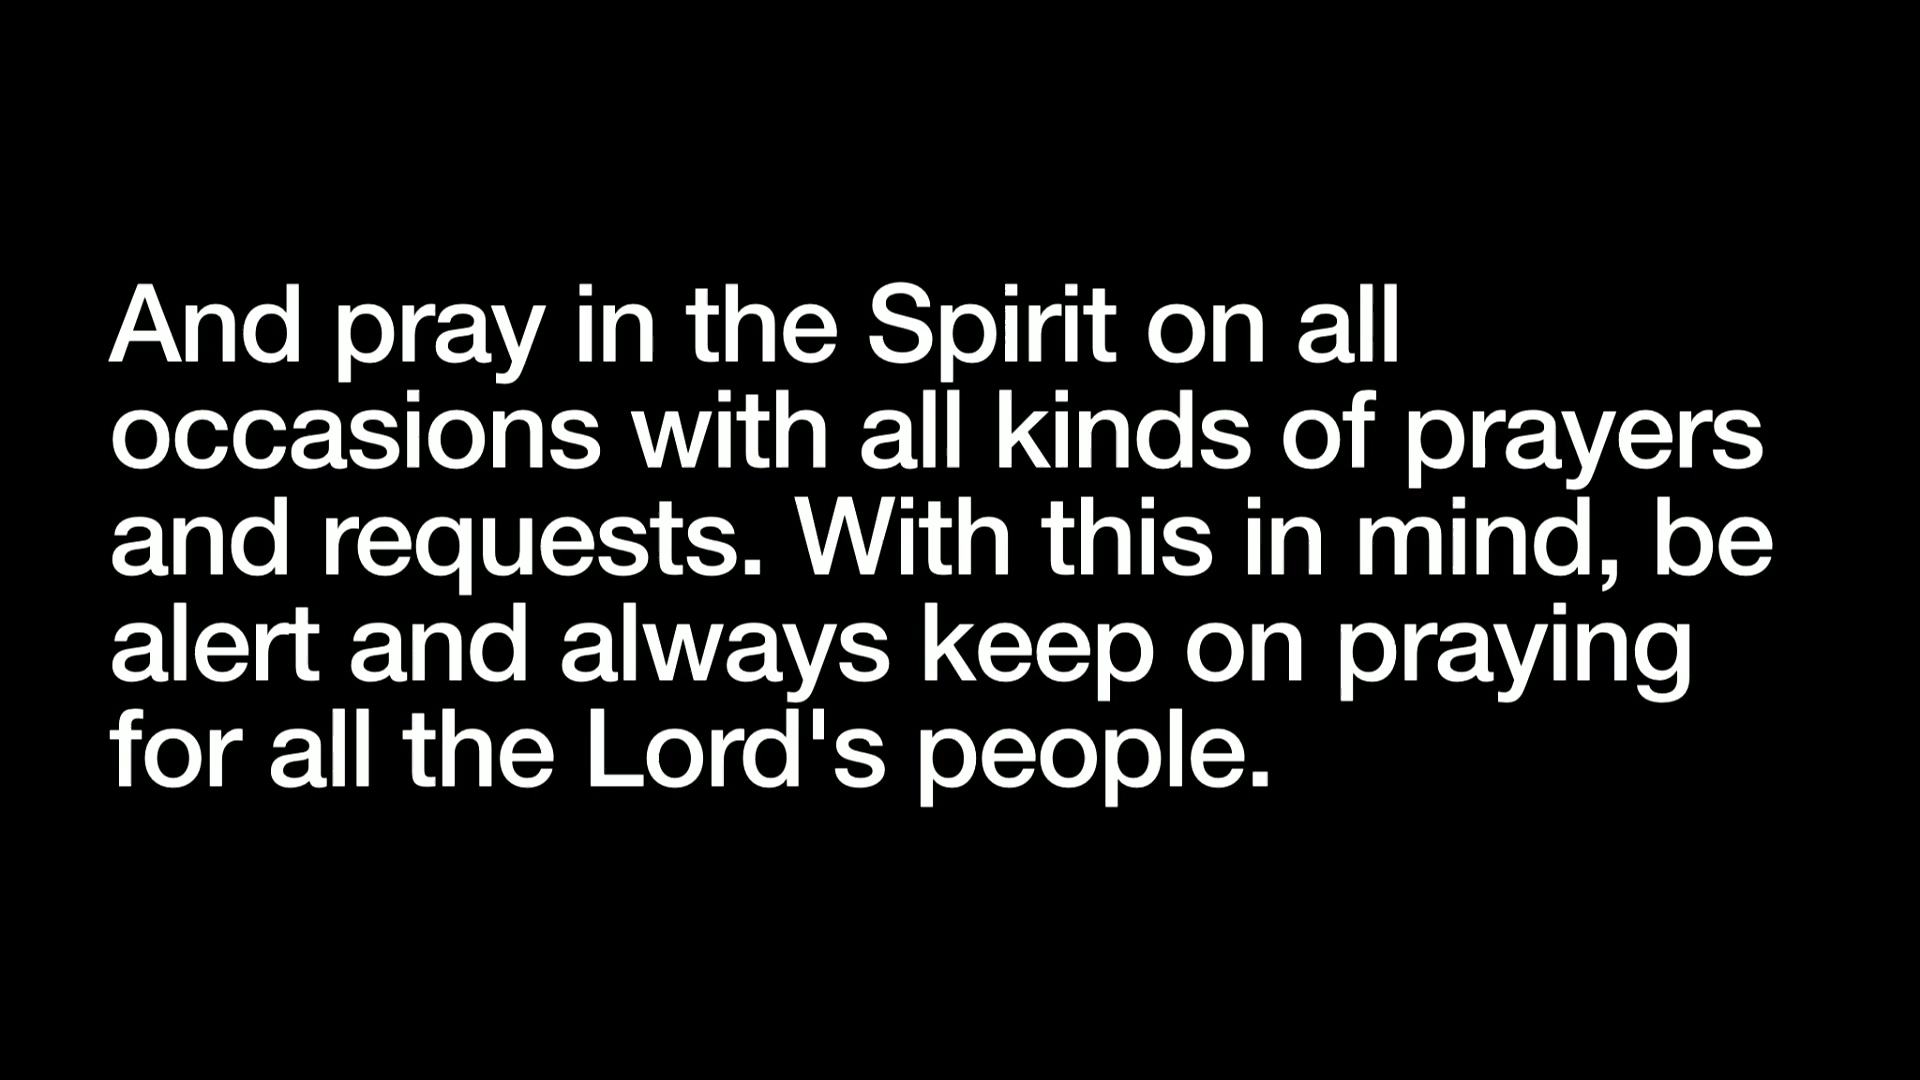 And pray in the Spirit on all
occasions with all kinds of prayers
and requests. With this in mind, be
alert and always keep on praying
for all the Lord's people.